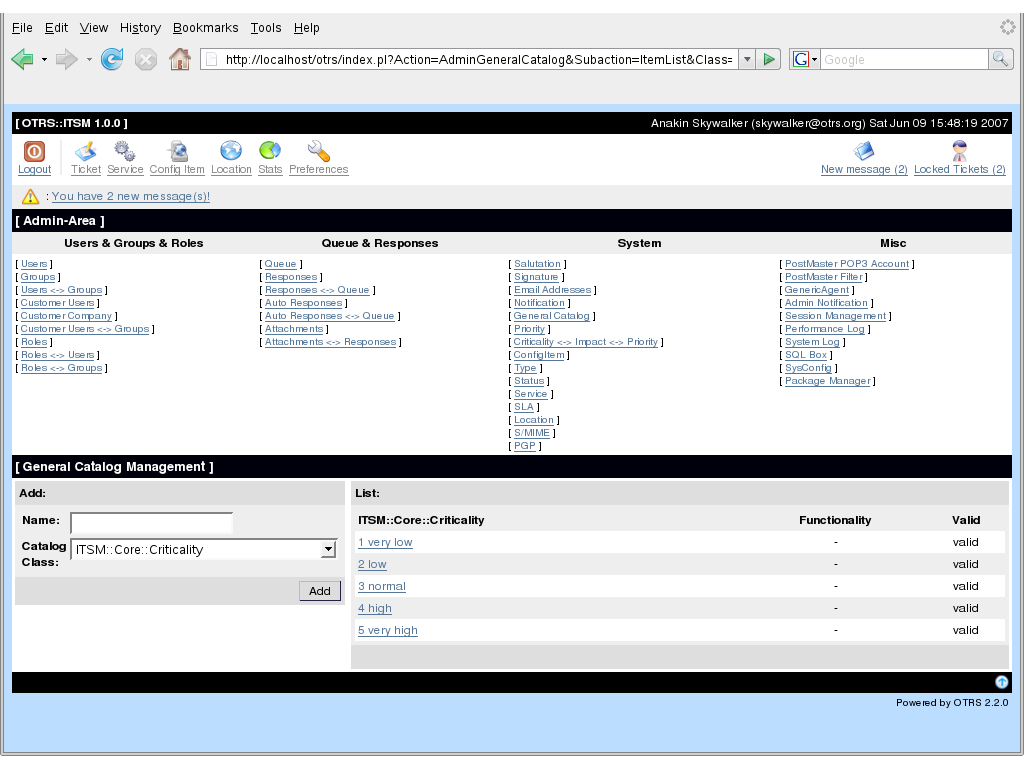 File Edit View History Bookmarks Tools Help
http://localhost/otrs/index.pl?Action=AdminGeneralCatalog&Subaction=ItemList&Class=
G Google
[ OTRS::ITSM 1.0.0 ] Anakin Skywalker (skywalker@otrs.org) Sat Jun 09 15:48:19 2007
Logout Ticket Service Config Item Location Stats Preferences New message (2) Locked Tickets (2)
: You have 2 new message(s)!
[ Admin-Area ]
Users & Groups & Roles Queue & Responses System Misc
[ Users ] [ Queue ] [ Salutation ] [ PostMaster POP3 Account ]
[ Groups ] [ Responses ] [ Signature ] [ PostMaster Filter ]
[ Users <-> Groups ] [ Responses <-> Queue ] [ Email Addresses ] [ GenericAgent ]
[ Customer Users ] [ Auto Responses ] [ Notification ] [ Admin Notification ]
[ Customer Company ] [ Auto Responses <-> Queue ] [ General Catalog ] [ Session Management ]
[ Customer Users <-> Groups ] [ Attachments ] [ Priority ] [ Performance Log ]
[ Roles ] [ Attachments <-> Responses ] [ Criticality <-> Impact <-> Priority ] [ System Log ]
[ Roles <-> Users ] [ ConfigItem ] [ SQL Box ]
[ Roles <-> Groups ] [ Type ] [ SysConfig ]
[ Status ] [ Package Manager ]
[ Service ]
[ SLA ]
[ Location ]
[ S/MIME ]
[ PGP ]
[ General Catalog Management ]
Add:
Name:
Catalog Class: ITSM::Core::Criticality
Add
List:
ITSM::Core::Criticality Functionality Valid
1 very low - valid
2 low - valid
3 normal - valid
4 high - valid
5 very high - valid
Powered by OTRS 2.2.0